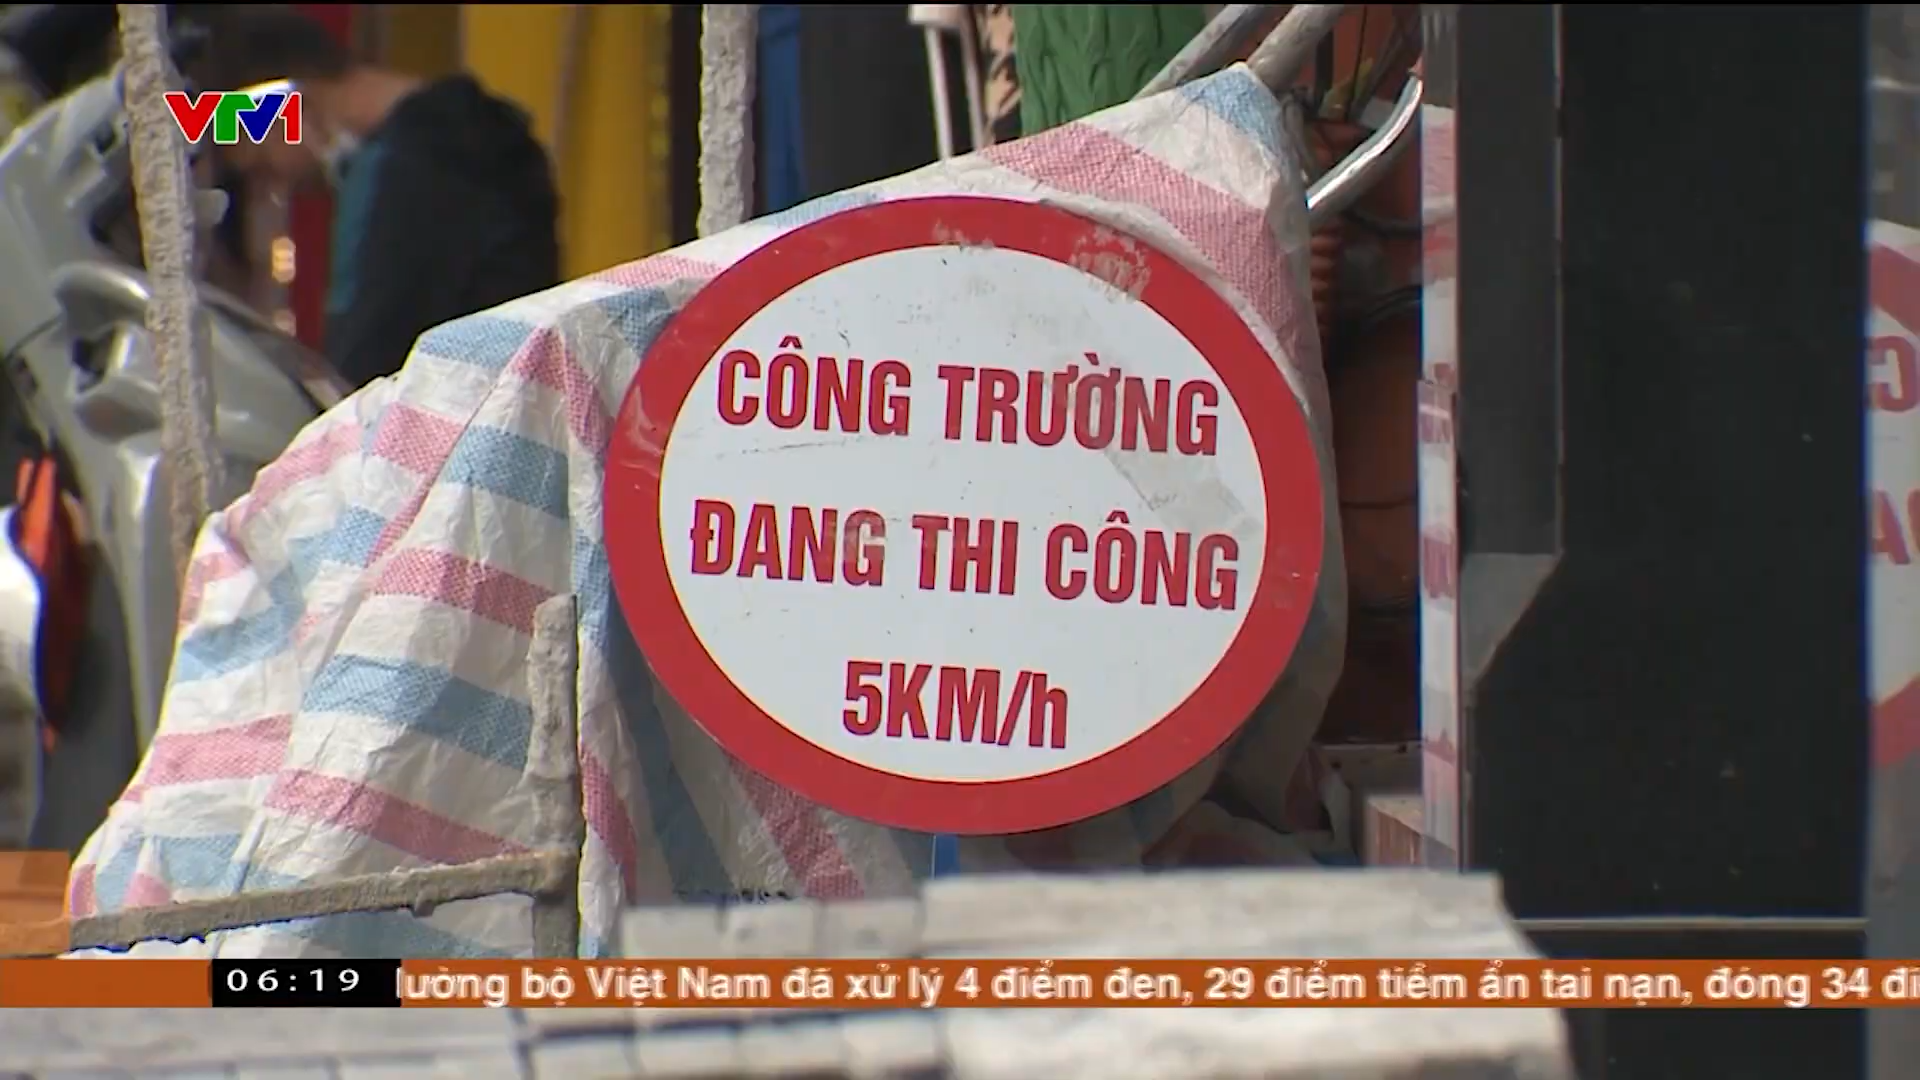 VTV1
CÔNG TRƯỜNG
ĐANG THI CÔNG
5KM/h
06:19
đường bộ Việt Nam đã xử lý 4 điểm đen, 29 điểm tiềm ẩn tai nạn, đóng 34